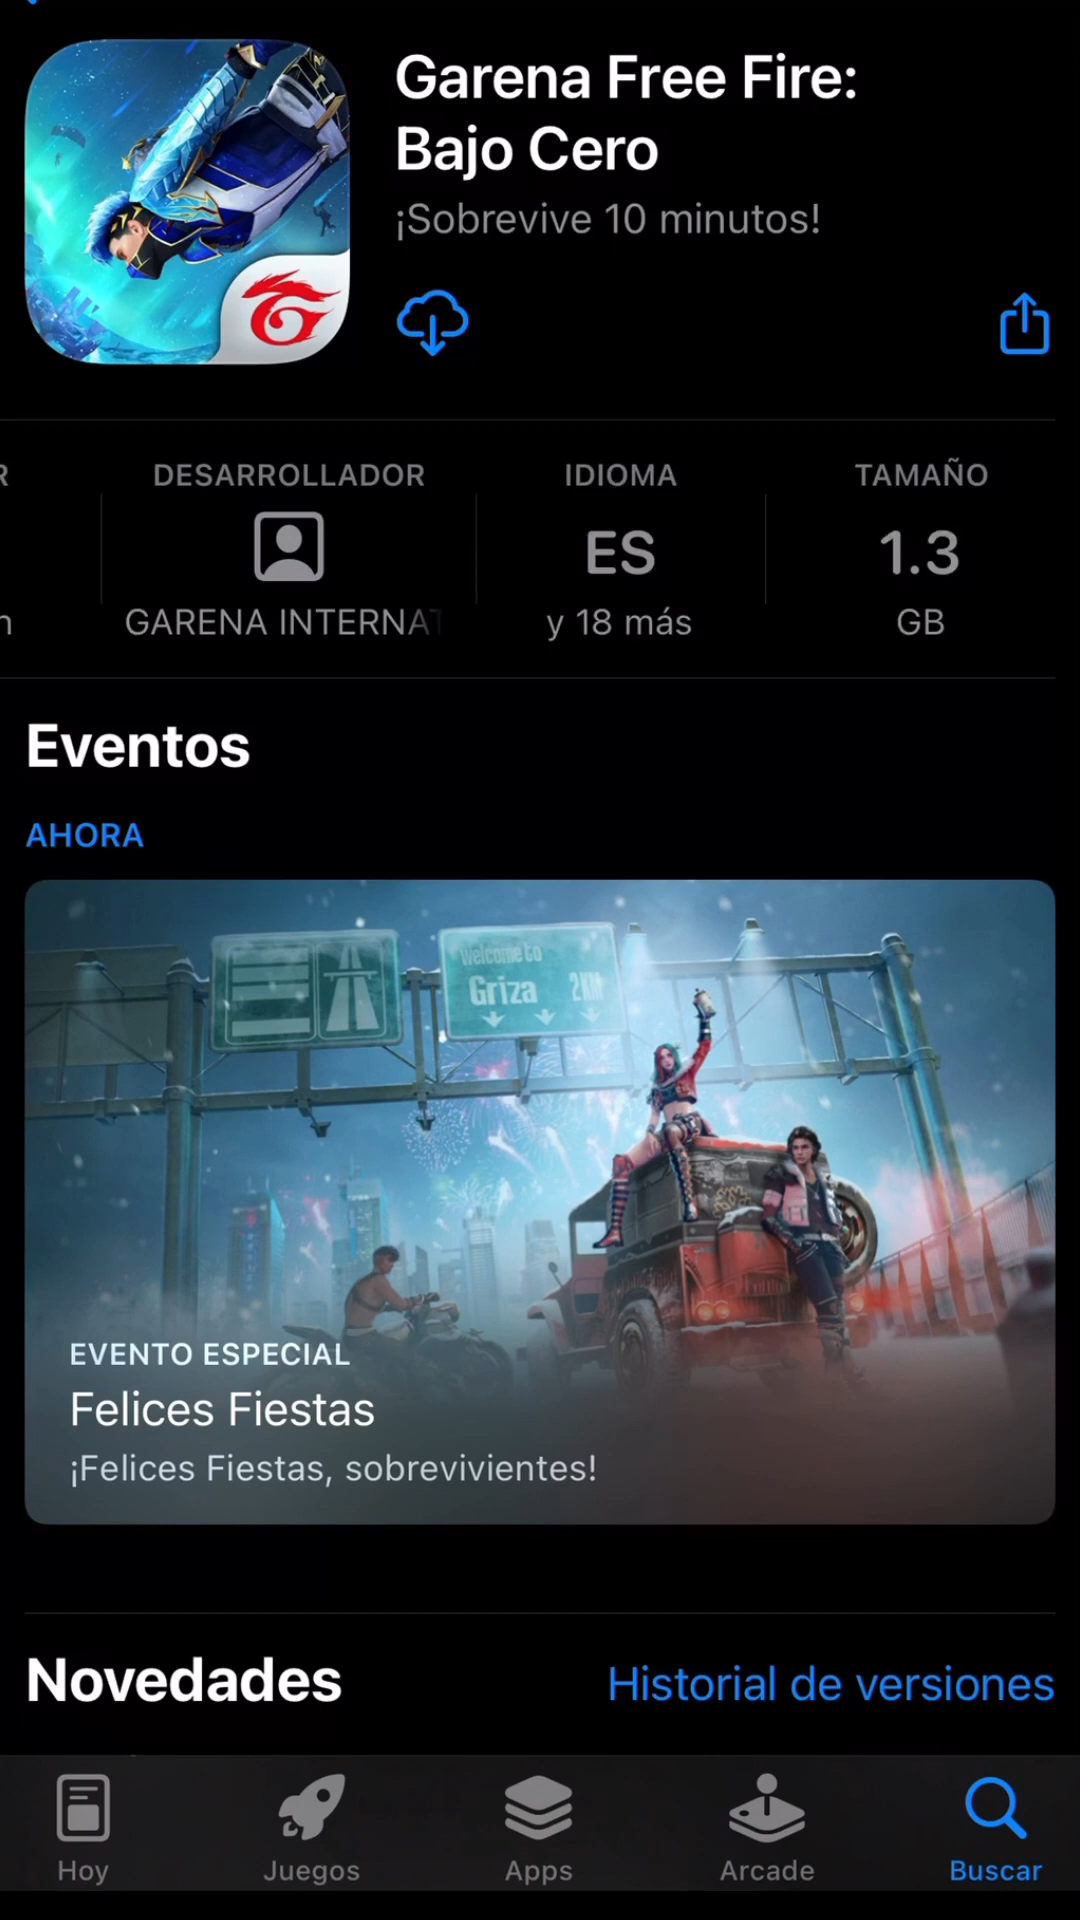 Garena Free Fire:
Bajo Cero
¡Sobrevive 10 minutos!
R
DESARROLLADOR
IDIOMA
TAMAÑO
ES
1.3
n
GARENA INTERNAT
y 18 más
GB
Eventos
AHORA
Welcome to
Griza 2KM
EVENTO ESPECIAL
Felices Fiestas
¡Felices Fiestas, sobrevivientes!
Novedades
Historial de versiones
Hoy
Juegos
Apps
Arcade
Buscar